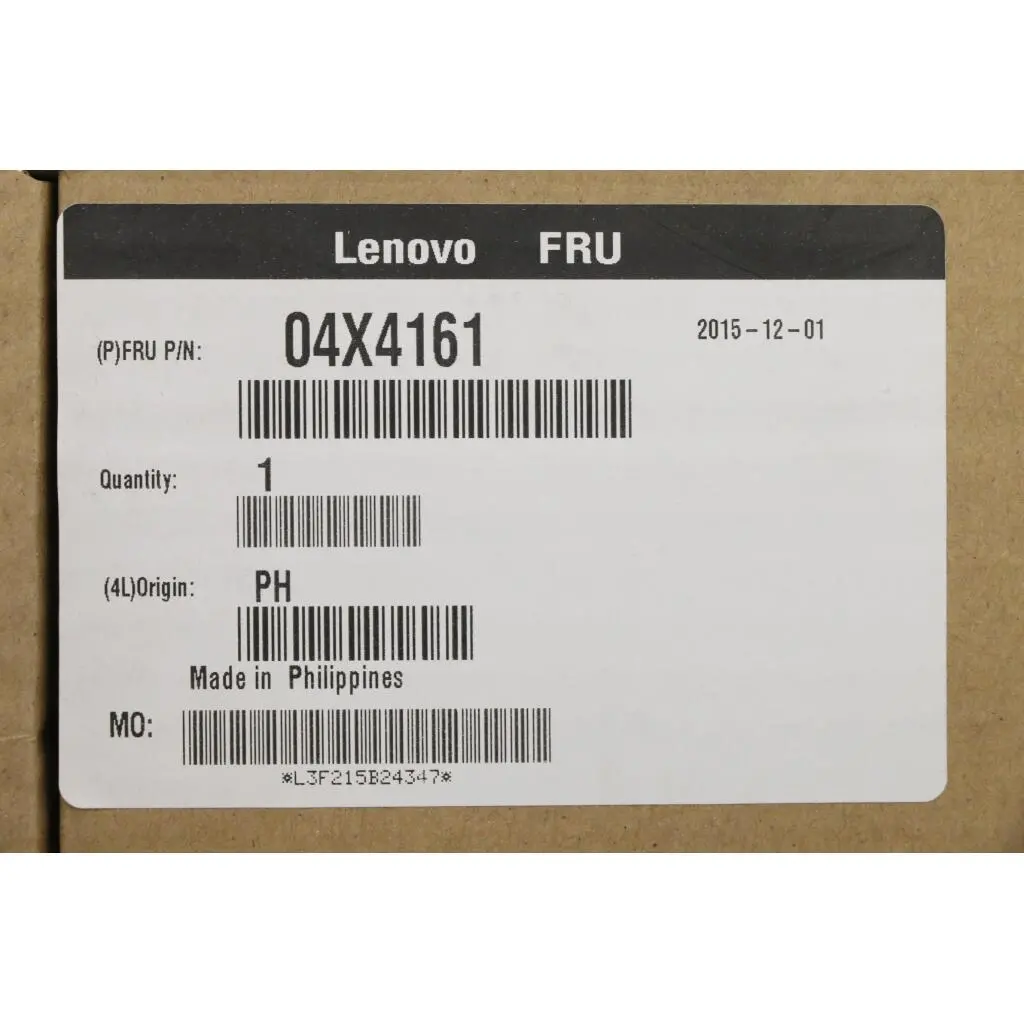 Lenovo FRU
(P)FRU P/N: 04X4161 2015-12-01
Quantity: 1
(4L)Origin: PH
Made in Philippines
MO:
*L3F215B24347*